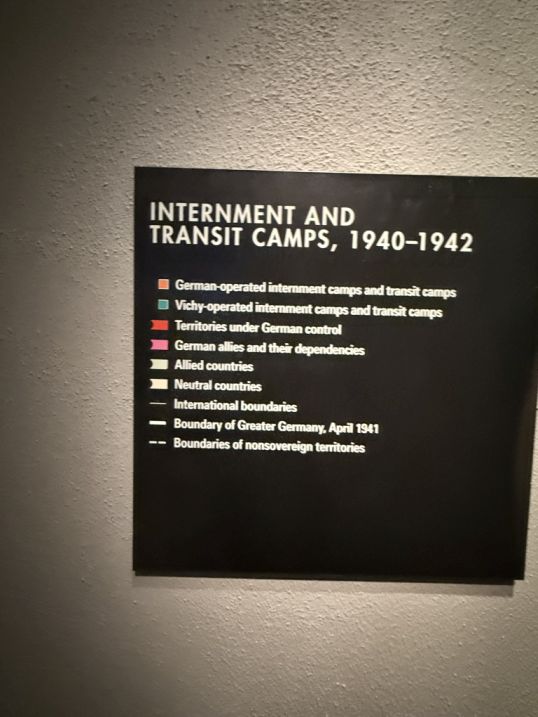 INTERNMENT AND
TRANSIT CAMPS, 1940–1942
German-operated internment camps and transit camps
Vichy-operated internment camps and transit camps
Territories under German control
German allies and their dependencies
Allied countries
Neutral countries
International boundaries
Boundary of Greater Germany, April 1941
Boundaries of nonsovereign territories